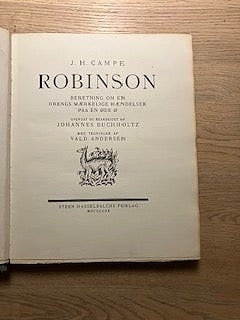 J. H. CAMPE
ROBINSON
BERETNING OM EN
DRENGS MÆRKELIGE HÆNDELSER
PAA EN ØDE Ø
OVERSAT OG BEARBEJDET AF
JOHANNES BUCHHOLTZ
MED TEGNINGER AF
VALD. ANDERSEN
STEEN HASSELBALCHS FORLAG